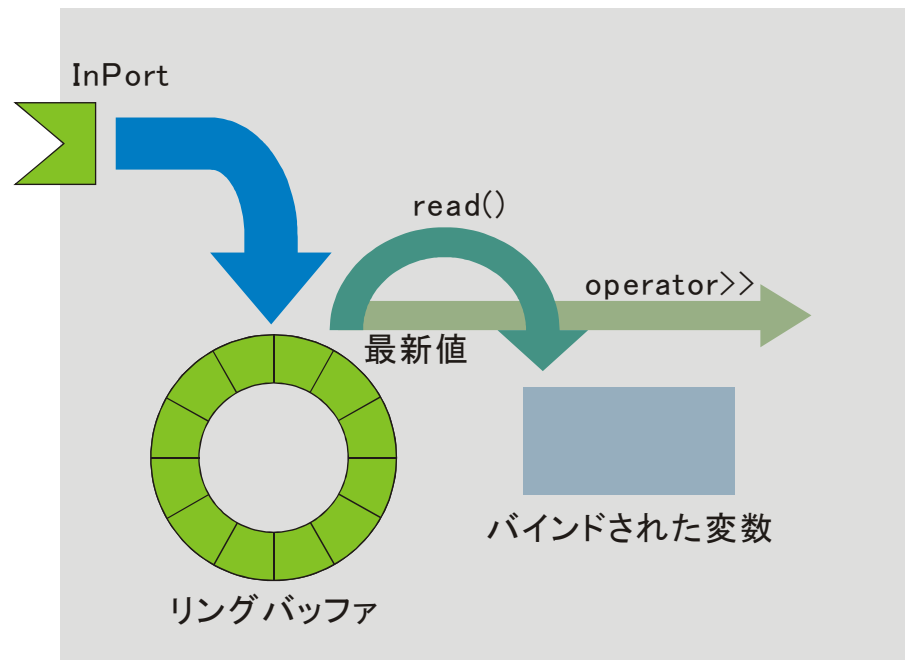 InPort
read()
operator>>
最新値
バインドされた変数
リングバッファ